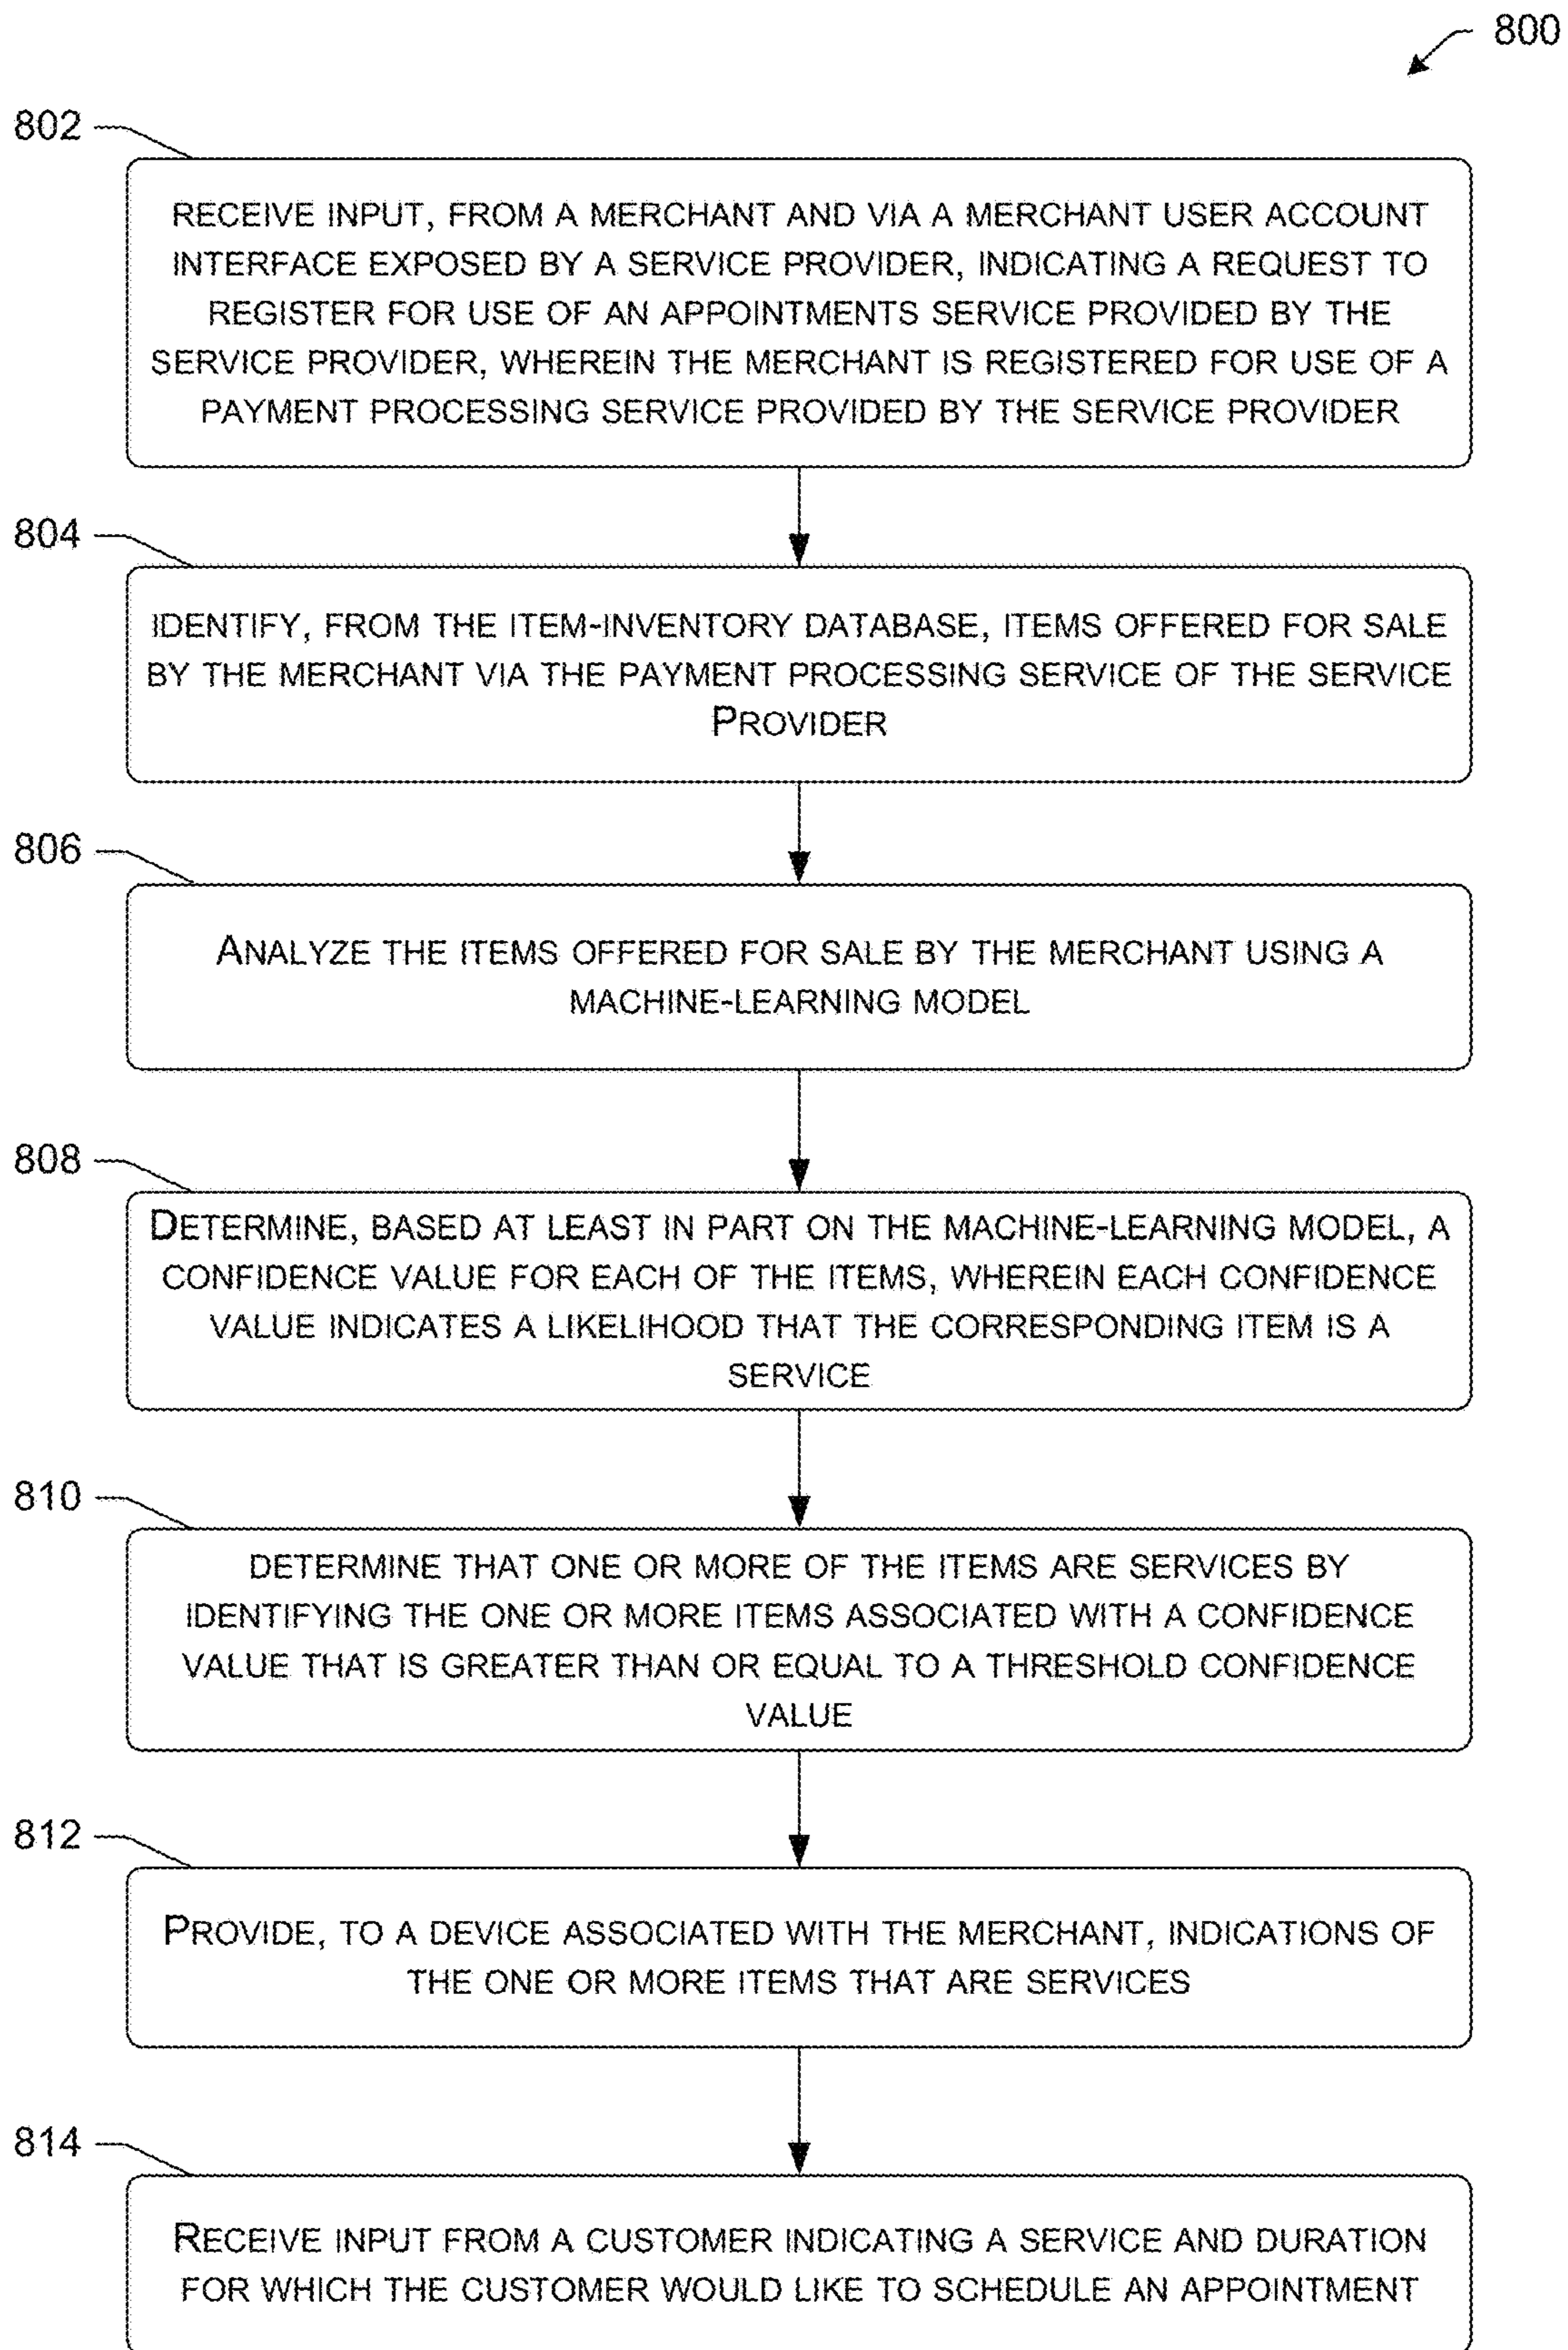 800
802
RECEIVE INPUT, FROM A MERCHANT AND VIA A MERCHANT USER ACCOUNT
INTERFACE EXPOSED BY A SERVICE PROVIDER, INDICATING A REQUEST TO
REGISTER FOR USE OF AN APPOINTMENTS SERVICE PROVIDED BY THE
SERVICE PROVIDER, WHEREIN THE MERCHANT IS REGISTERED FOR USE OF A
PAYMENT PROCESSING SERVICE PROVIDED BY THE SERVICE PROVIDER
804
IDENTIFY, FROM THE ITEM-INVENTORY DATABASE, ITEMS OFFERED FOR SALE
BY THE MERCHANT VIA THE PAYMENT PROCESSING SERVICE OF THE SERVICE
PROVIDER
806
ANALYZE THE ITEMS OFFERED FOR SALE BY THE MERCHANT USING A
MACHINE-LEARNING MODEL
808
DETERMINE, BASED AT LEAST IN PART ON THE MACHINE-LEARNING MODEL, A
CONFIDENCE VALUE FOR EACH OF THE ITEMS, WHEREIN EACH CONFIDENCE
VALUE INDICATES A LIKELIHOOD THAT THE CORRESPONDING ITEM IS A
SERVICE
810
DETERMINE THAT ONE OR MORE OF THE ITEMS ARE SERVICES BY
IDENTIFYING THE ONE OR MORE ITEMS ASSOCIATED WITH A CONFIDENCE
VALUE THAT IS GREATER THAN OR EQUAL TO A THRESHOLD CONFIDENCE
VALUE
812
PROVIDE, TO A DEVICE ASSOCIATED WITH THE MERCHANT, INDICATIONS OF
THE ONE OR MORE ITEMS THAT ARE SERVICES
814
RECEIVE INPUT FROM A CUSTOMER INDICATING A SERVICE AND DURATION
FOR WHICH THE CUSTOMER WOULD LIKE TO SCHEDULE AN APPOINTMENT